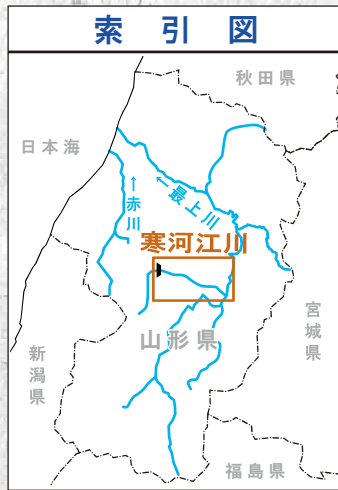 索引図
秋田県
日本海
←赤川
←最上川
寒河江川
山形県
宮城県
新潟県
福島県